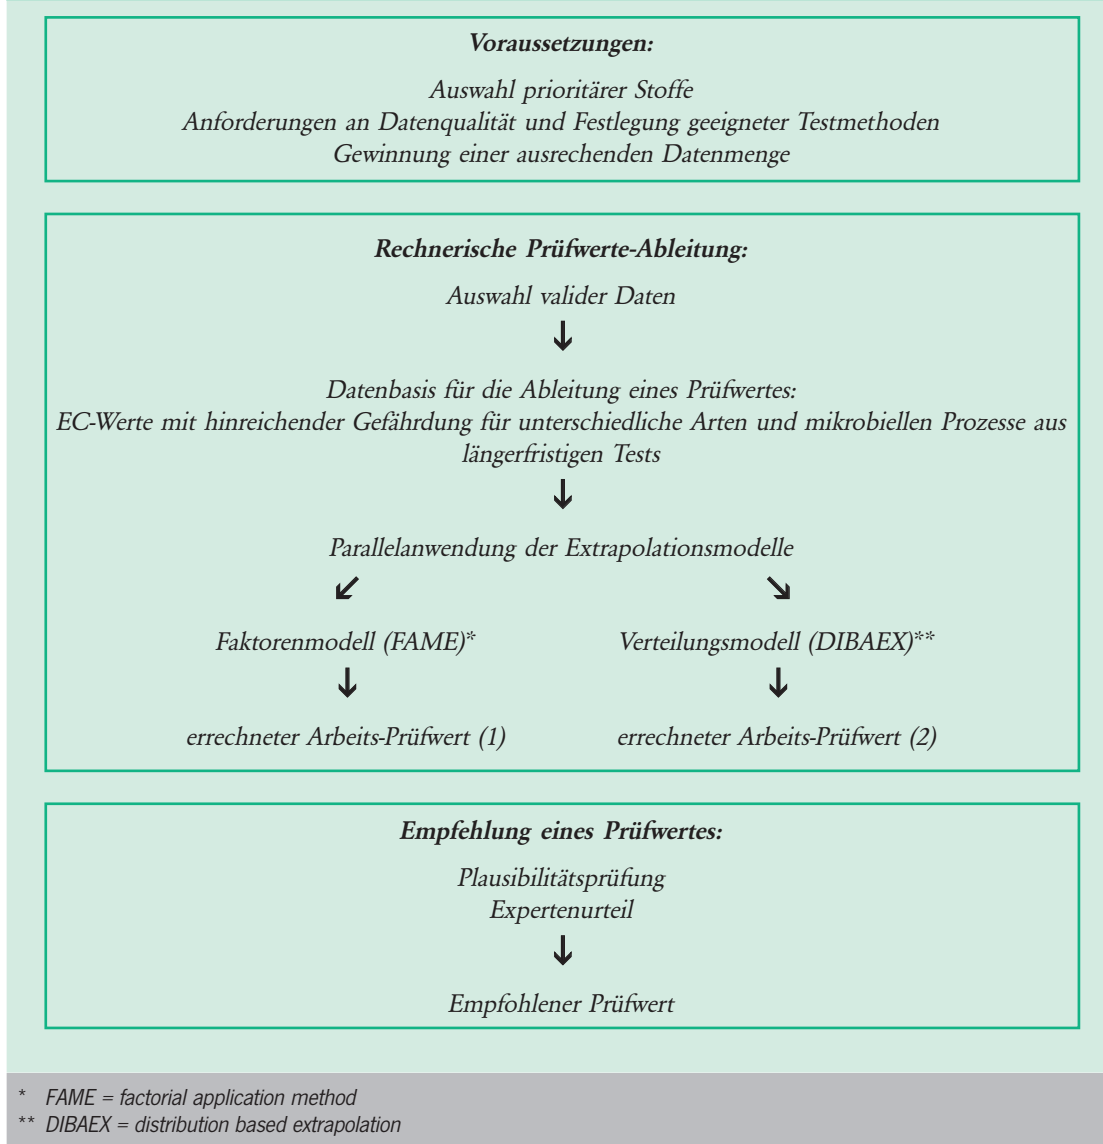 Voraussetzungen:
Auswahl prioritärer Stoffe
Anforderungen an Datenqualität und Festlegung geeigneter Testmethoden
Gewinnung einer ausrechenden Datenmenge
Rechnerische Prüfwerte-Ableitung:
Auswahl valider Daten
Datenbasis für die Ableitung eines Prüfwertes:
EC-Werte mit hinreichender Gefährdung für unterschiedliche Arten und mikrobiellen Prozesse aus
längerfristigen Tests
Parallelanwendung der Extrapolationsmodelle
Faktorenmodell (FAME)* Verteilungsmodell (DIBAEX)**
errechneter Arbeits-Prüfwert (1) errechneter Arbeits-Prüfwert (2)
Empfehlung eines Prüfwertes:
Plausibilitätsprüfung
Expertenurteil
Empfohlener Prüfwert
* FAME = factorial application method
** DIBAEX = distribution based extrapolation